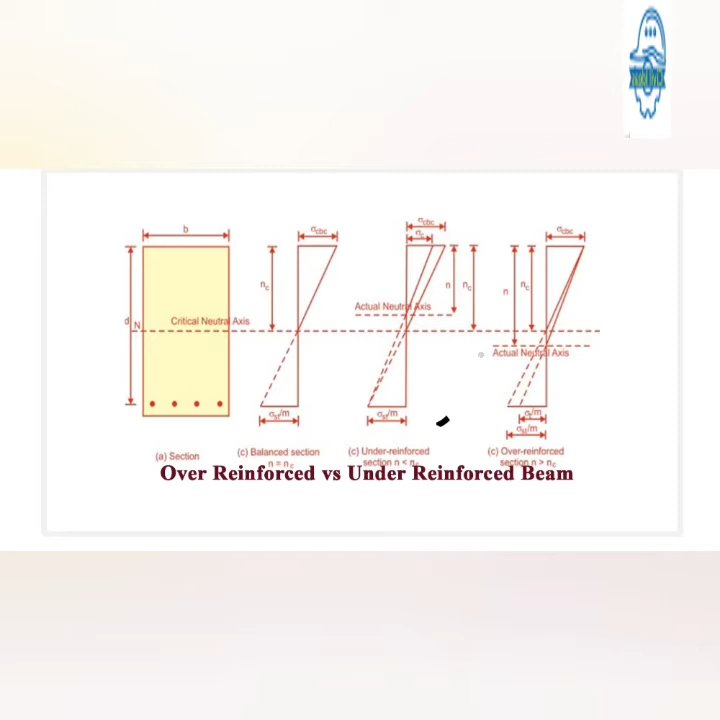 b
σcbc
σcbc
σc
σcbc
d
N
nc
n
nc
n
nc
Critical Neutral Axis
Actual Neutral Axis
Actual Neutral Axis
σst/m
σst/m
σt/m
σst/m
(a) Section
(c) Balanced section
n = nc
(c) Under-reinforced
section n < nc
(c) Over-reinforced
section n > nc
Over Reinforced vs Under Reinforced Beam